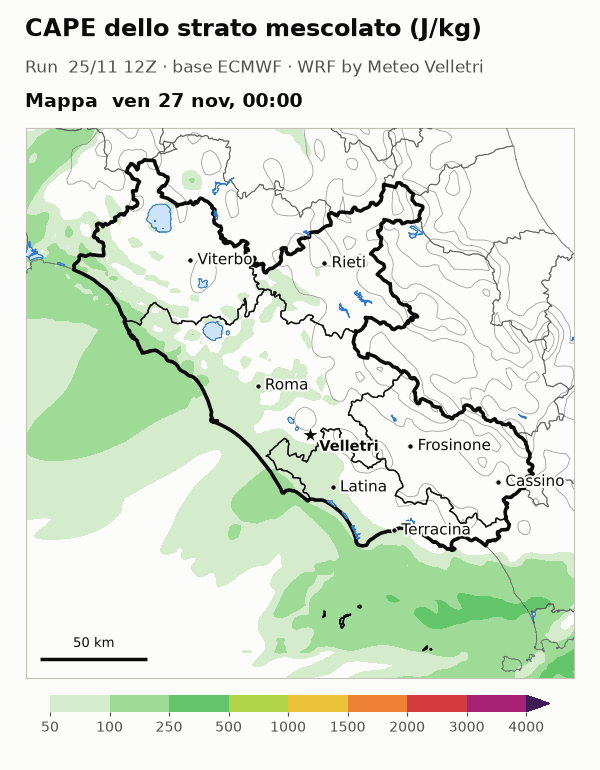 CAPE dello strato mescolato (J/kg)
Run  25/11 12Z · base ECMWF · WRF by Meteo Velletri
Mappa  ven 27 nov, 00:00
Viterbo
Rieti
Roma
Velletri
Frosinone
Cassino
Latina
Terracina
50 km
50 100 250 500 1000 1500 2000 3000 4000